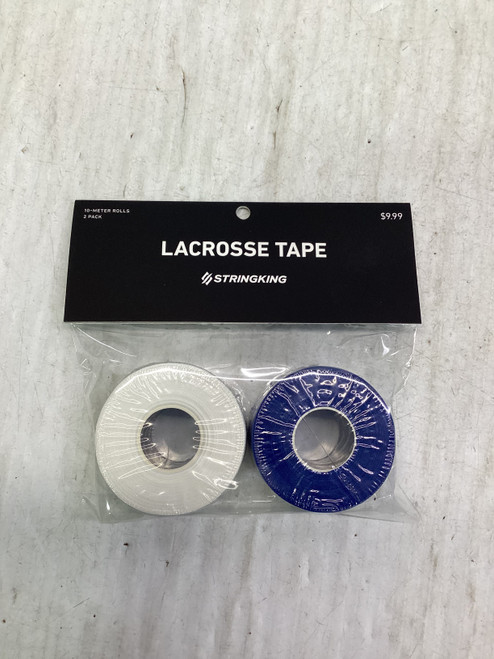 10-METER ROLLS
2 PACK
$9.99
LACROSSE TAPE
STRINGKING